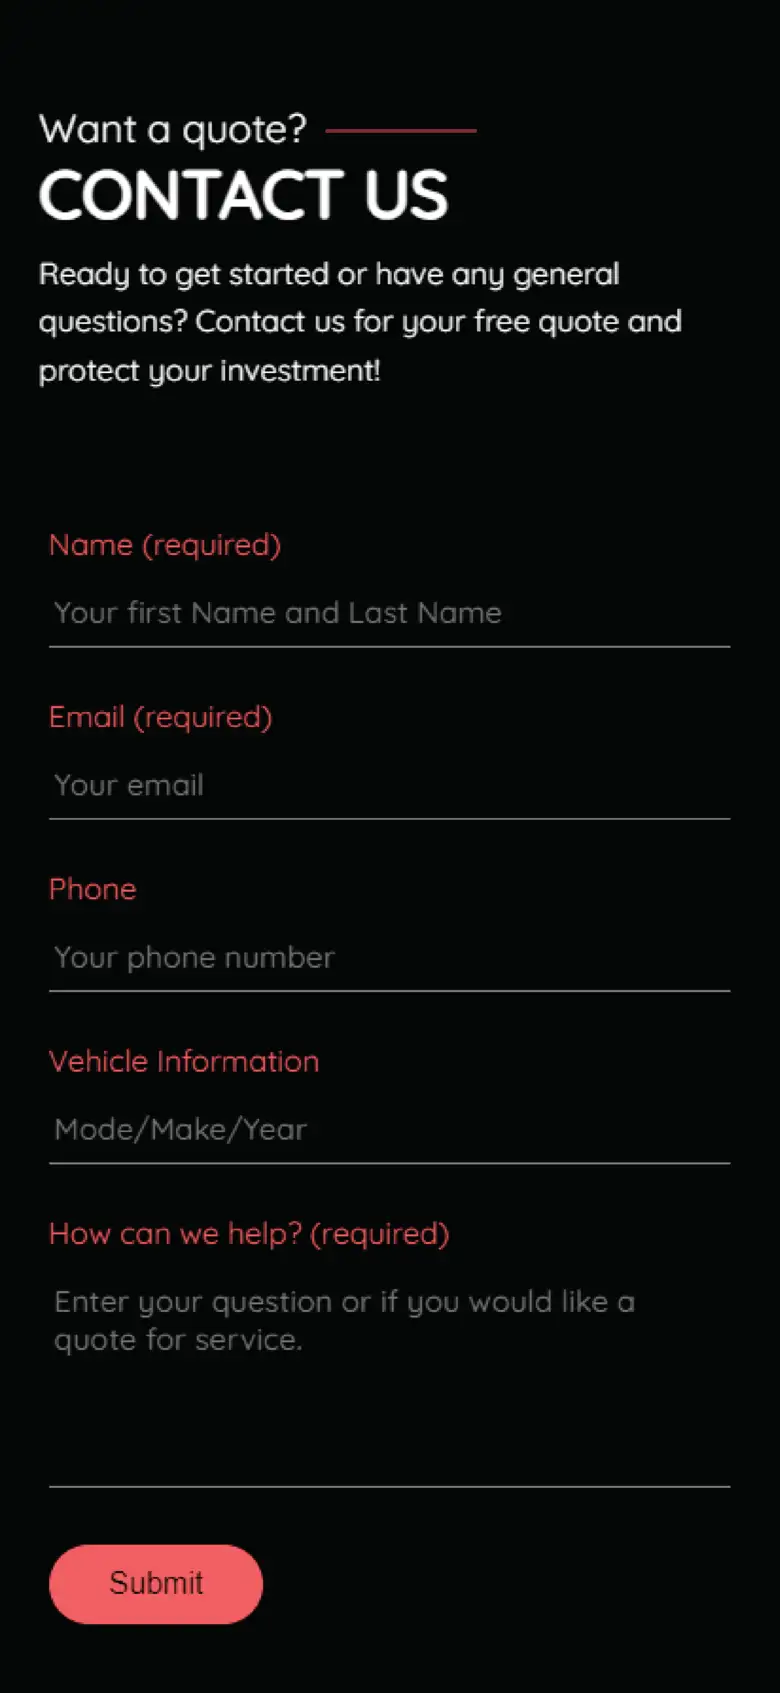 Want a quote?
CONTACT US
Ready to get started or have any general
questions? Contact us for your free quote and
protect your investment!
Name (required)
Your first Name and Last Name
Email (required)
Your email
Phone
Your phone number
Vehicle Information
Mode/Make/Year
How can we help? (required)
Enter your question or if you would like a
quote for service.
Submit